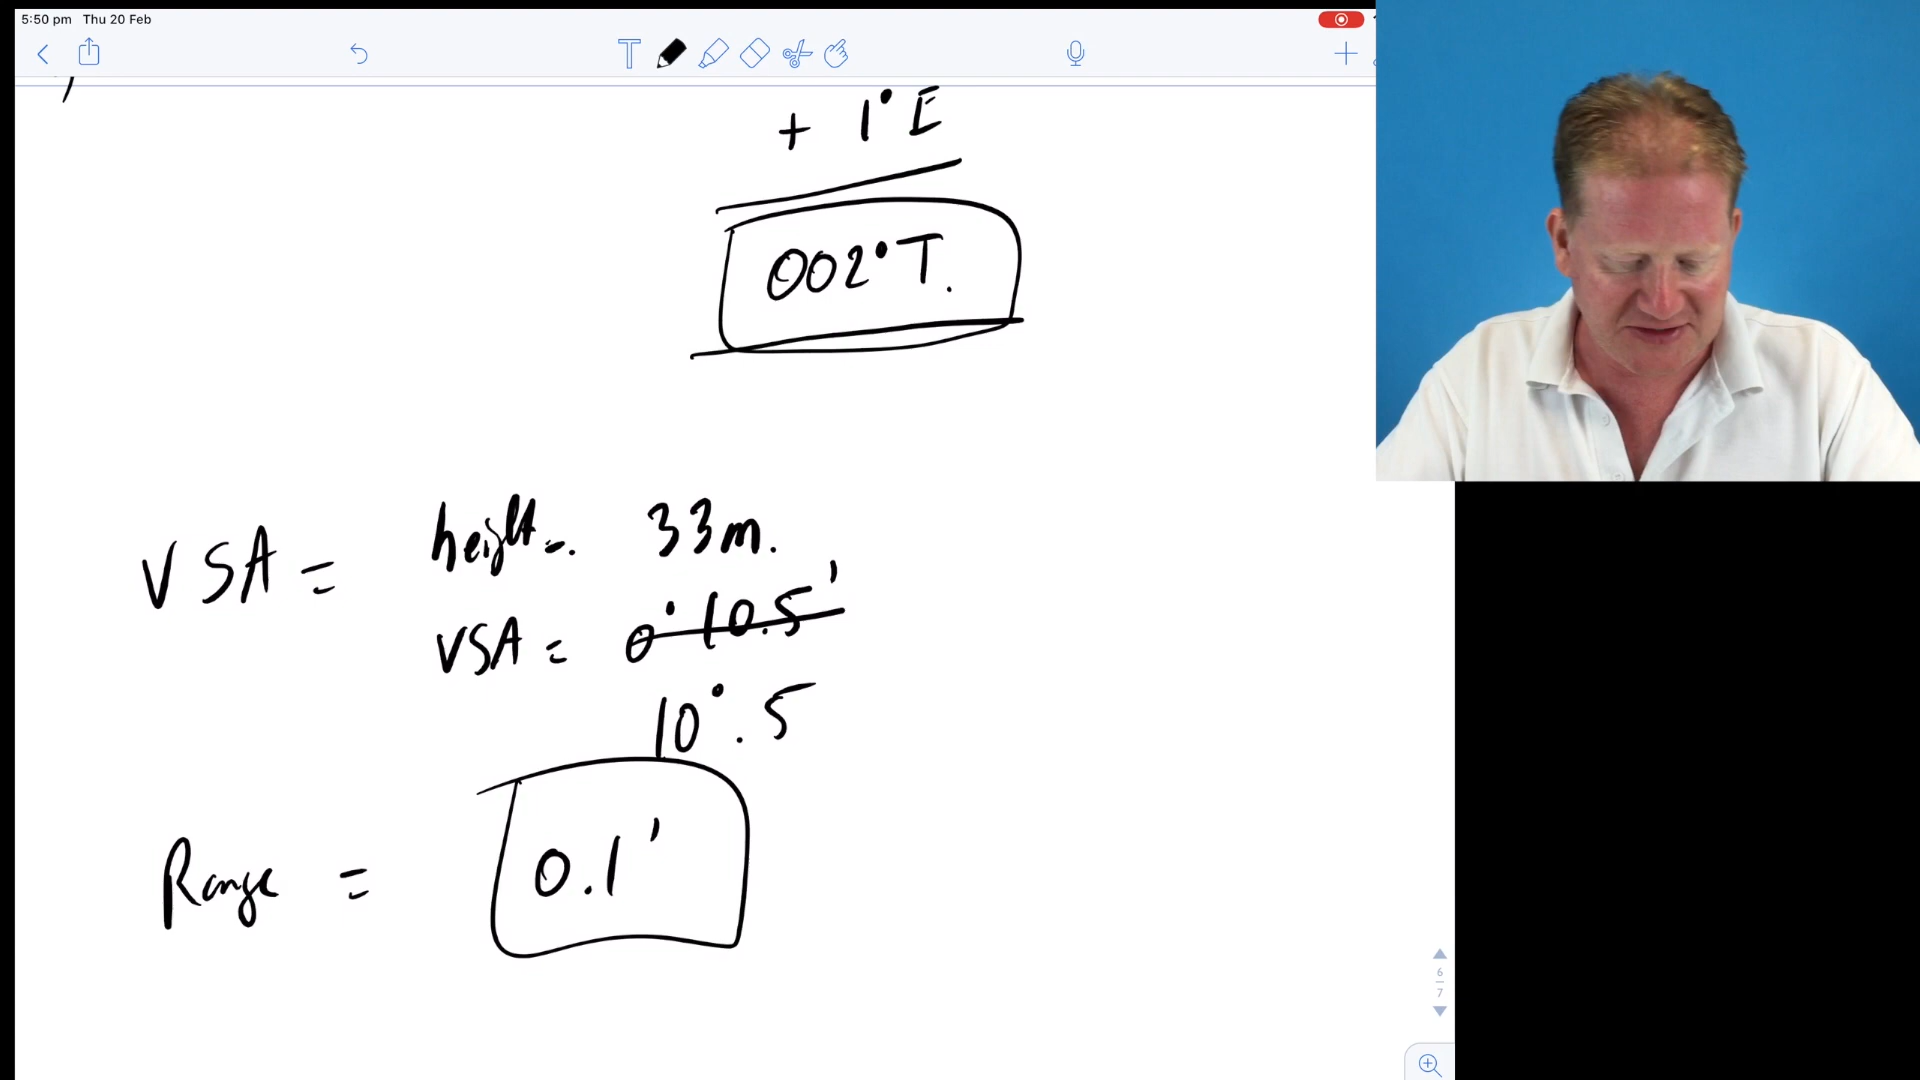 5:50 pm Thu 20 Feb
T
+ 1° E
002° T.
VSA = height = 33m.
VSA = 0° 10.5'
10° .5
Range = 0.1'
6
7